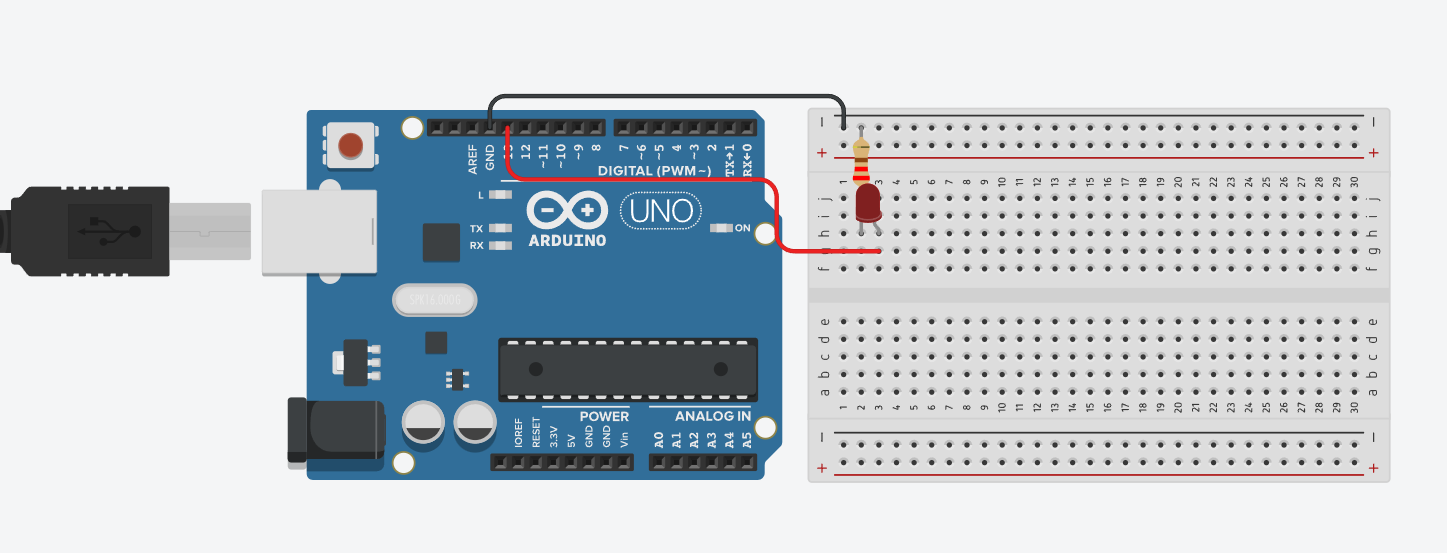 AREF
GND
13
12
~11
~10
~9
8
7
~6
~5
4
~3
2
TX→1
RX←0
DIGITAL (PWM ~)
L
UNO
TX
RX
ON
ARDUINO
SPK16.000G
POWER
ANALOG IN
IOREF
RESET
3.3V
5V
GND
GND
Vin
A0
A1
A2
A3
A4
A5
− −
+ +
1 2 3 4 5 6 7 8 9 10 11 12 13 14 15 16 17 18 19 20 21 22 23 24 25 26 27 28 29 30
j j
i i
h h
g g
f f
e e
d d
c c
b b
a a
1 2 3 4 5 6 7 8 9 10 11 12 13 14 15 16 17 18 19 20 21 22 23 24 25 26 27 28 29 30
− −
+ +